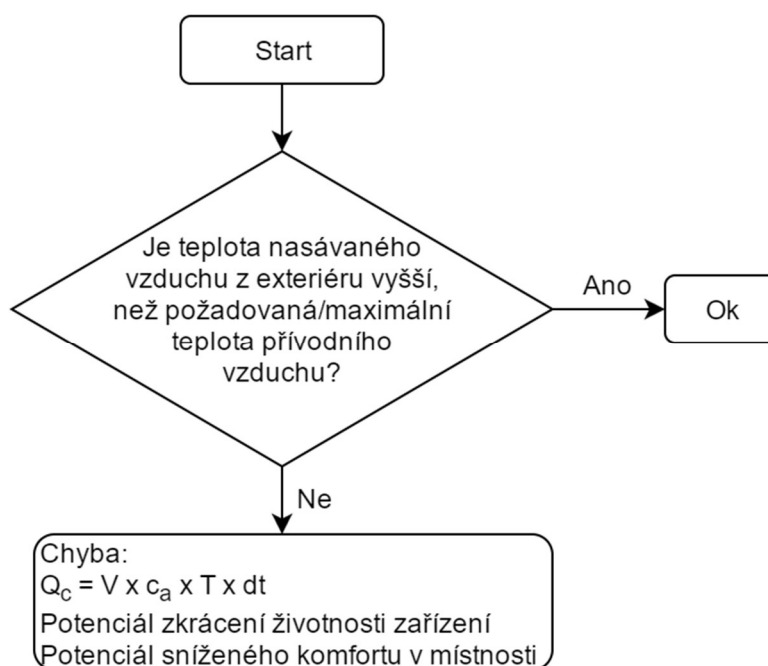 Start
Je teplota nasávaného
vzduchu z exteriéru vyšší,
než požadovaná/maximální
teplota přívodního
vzduchu?
Ano
Ok
Ne
Chyba:
Qc = V x ca x T x dt
Potenciál zkrácení životnosti zařízení
Potenciál sníženého komfortu v místnosti